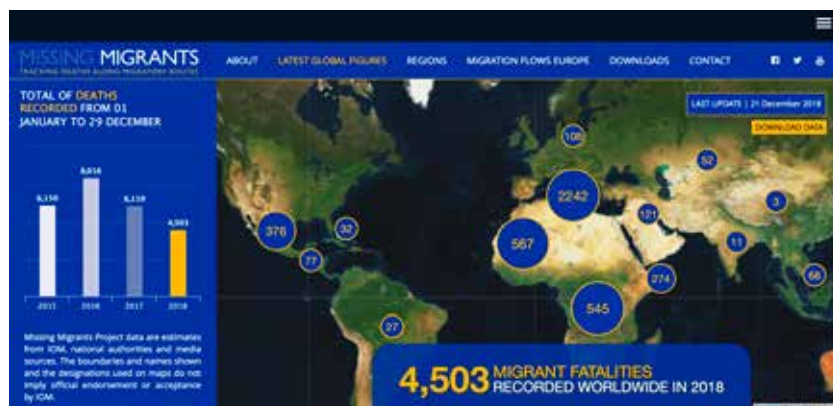 MISSING MIGRANTS
TRACKING DEATHS ALONG MIGRATORY ROUTES
ABOUT
LATEST GLOBAL FIGURES
REGIONS
MIGRATION FLOWS EUROPE
DOWNLOADS
CONTACT
TOTAL OF DEATHS
RECORDED FROM 01
JANUARY TO 29 DECEMBER
LAST UPDATE | 21 December 2018
DOWNLOAD DATA
4,503
2015
2016
2017
2018
108
52
2242
3
376
32
121
567
11
77
274
545
27
Missing Migrants Project data are estimates
from IOM, national authorities and media
sources. The boundaries and names shown
and the designations used on maps do not
imply official endorsement or acceptance
by IOM.
4,503 MIGRANT FATALITIES
RECORDED WORLDWIDE IN 2018